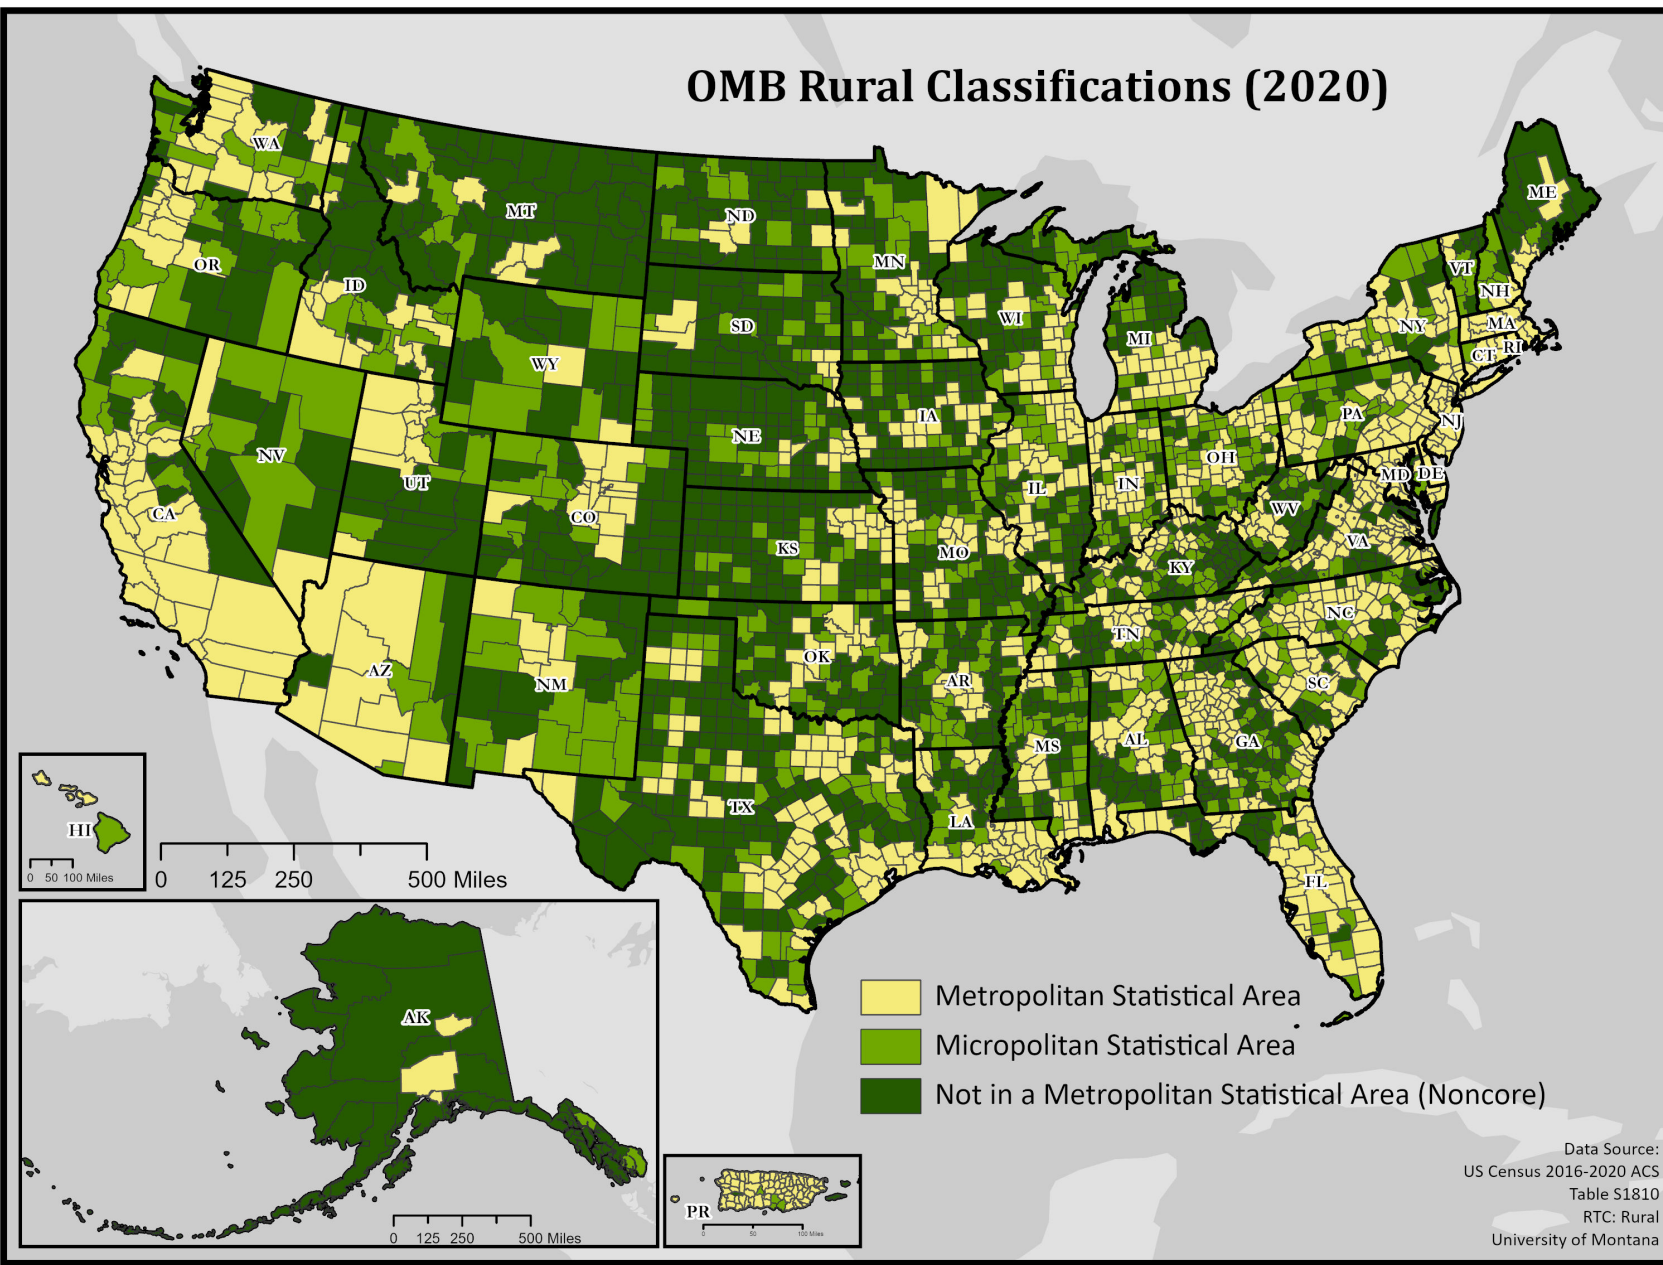 OMB Rural Classifications (2020)
WA
MT
ND
MN
ME
OR
ID
SD
WI
MI
VT
NH
NY
MA
CT
RI
WY
NE
IA
PA
NJ
NV
UT
CO
IL
IN
OH
MD
DE
WV
CA
KS
MO
KY
VA
AZ
NM
OK
AR
TN
NC
SC
TX
MS
AL
GA
LA
FL
HI
0 50 100 Miles
0 125 250 500 Miles
AK
0 125 250 500 Miles
PR
0 50 100 Miles
Metropolitan Statistical Area
Micropolitan Statistical Area
Not in a Metropolitan Statistical Area (Noncore)
Data Source:
US Census 2016-2020 ACS
Table S1810
RTC: Rural
University of Montana